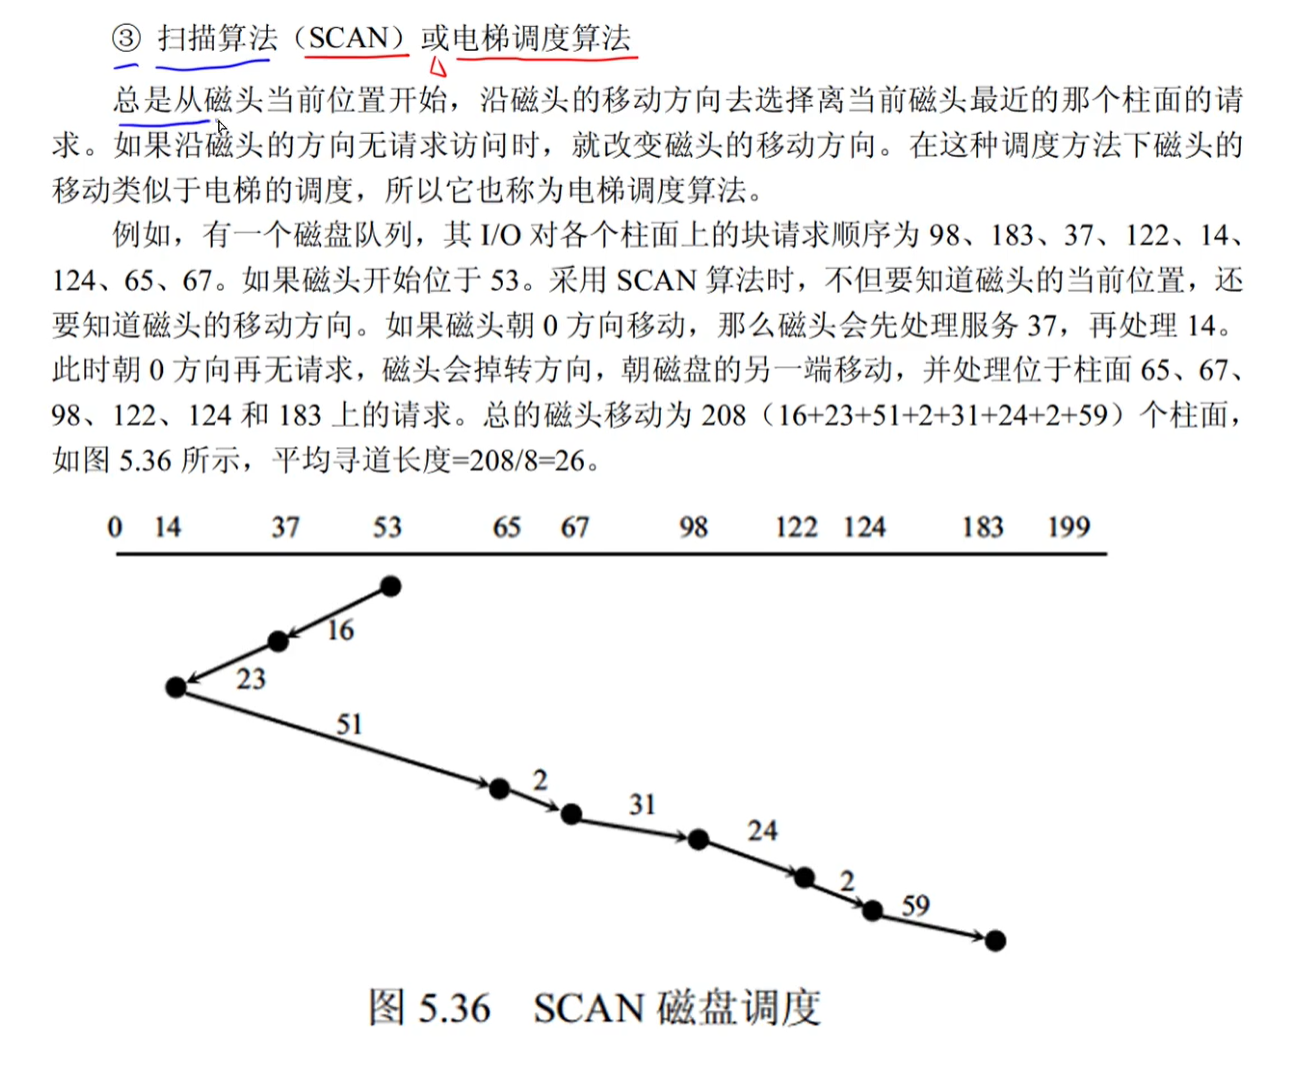 ③ 扫描算法（SCAN）或电梯调度算法
总是从磁头当前位置开始，沿磁头的移动方向去选择离当前磁头最近的那个柱面的请
求。如果沿磁头的方向无请求访问时，就改变磁头的移动方向。在这种调度方法下磁头的
移动类似于电梯的调度，所以它也称为电梯调度算法。
例如，有一个磁盘队列，其 I/O 对各个柱面上的块请求顺序为 98、183、37、122、14、
124、65、67。如果磁头开始位于 53。采用 SCAN 算法时，不但要知道磁头的当前位置，还
要知道磁头的移动方向。如果磁头朝 0 方向移动，那么磁头会先处理服务 37，再处理 14。
此时朝 0 方向再无请求，磁头会掉转方向，朝磁盘的另一端移动，并处理位于柱面 65、67、
98、122、124 和 183 上的请求。总的磁头移动为 208（16+23+51+2+31+24+2+59）个柱面，
如图 5.36 所示，平均寻道长度=208/8=26。
0 14 37 53 65 67 98 122 124 183 199
16
23
51
2
31
24
2
59
图 5.36 SCAN 磁盘调度